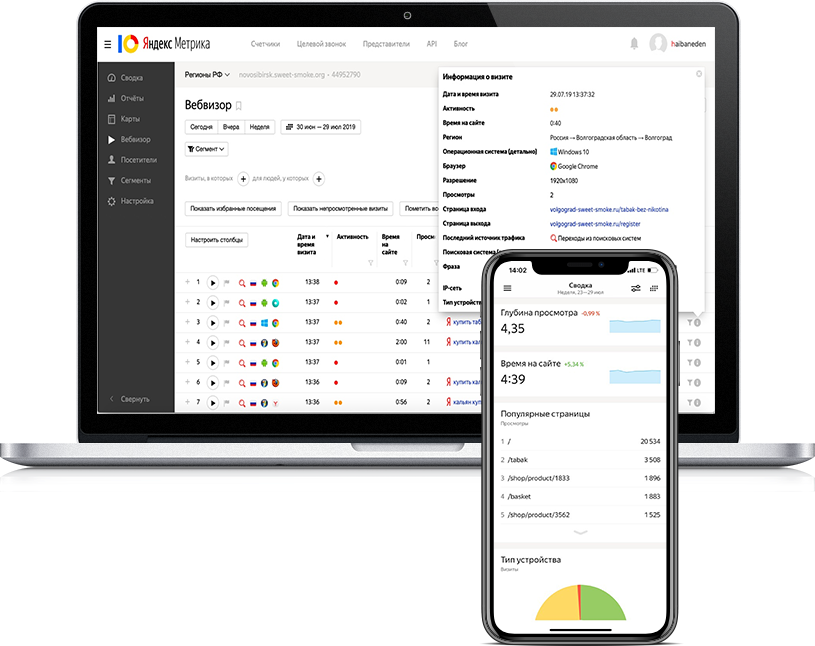 Яндекс Метрика
Счетчики Целевой звонок Представители API Блог
haibaneden
Сводка
Отчёты
Карты
Вебвизор
Посетители
Сегменты
Настройка
Свернуть
Регионы РФ novosibirsk.sweet-smoke.org • 44952790
Вебвизор
Сегодня Вчера Неделя 30 июн — 29 июл 2019
Сегмент
Визиты, в которых + для людей, у которых +
Показать избранные посещения Показать непросмотренные визиты Пометить
Настроить столбцы
Дата и время визита Активность Время на сайте
+ 1 13:38 0:09 2
+ 2 13:37 0:02 1
+ 3 13:37 0:40 2 Я купить
+ 4 13:37 2:00 11 Я купить
+ 5 13:37 0:01 1
+ 6 13:36 0:09 2 Я купить
+ 7 13:36 0:56 2 Я кальян
Информация о визите
Дата и время визита 29.07.19 13:37:32
Активность
Время на сайте 0:40
Регион Россия → Волгоградская область → Волгоград
Операционная система (детально) Windows 10
Браузер Google Chrome
Разрешение 1920x1080
Просмотры 2
Страница входа volgograd-sweet-smoke.ru/tabak-bez-nikotina
Страница выхода volgograd-sweet-smoke.ru/register
Последний источник трафика Переходы из поисковых систем
Поисковая система
Фраза
IP-сеть
Тип устройств
14:02 LTE
Сводка
Неделя, 23—29 июл
Глубина просмотра -0,99 %
4,35
Время на сайте +5,34 %
4:39
Популярные страницы
Просмотры
1 / 20 534
2 /tabak 3 508
3 /shop/product/1833 1 896
4 /basket 1 883
5 /shop/product/3562 1 525
Тип устройства
Визиты